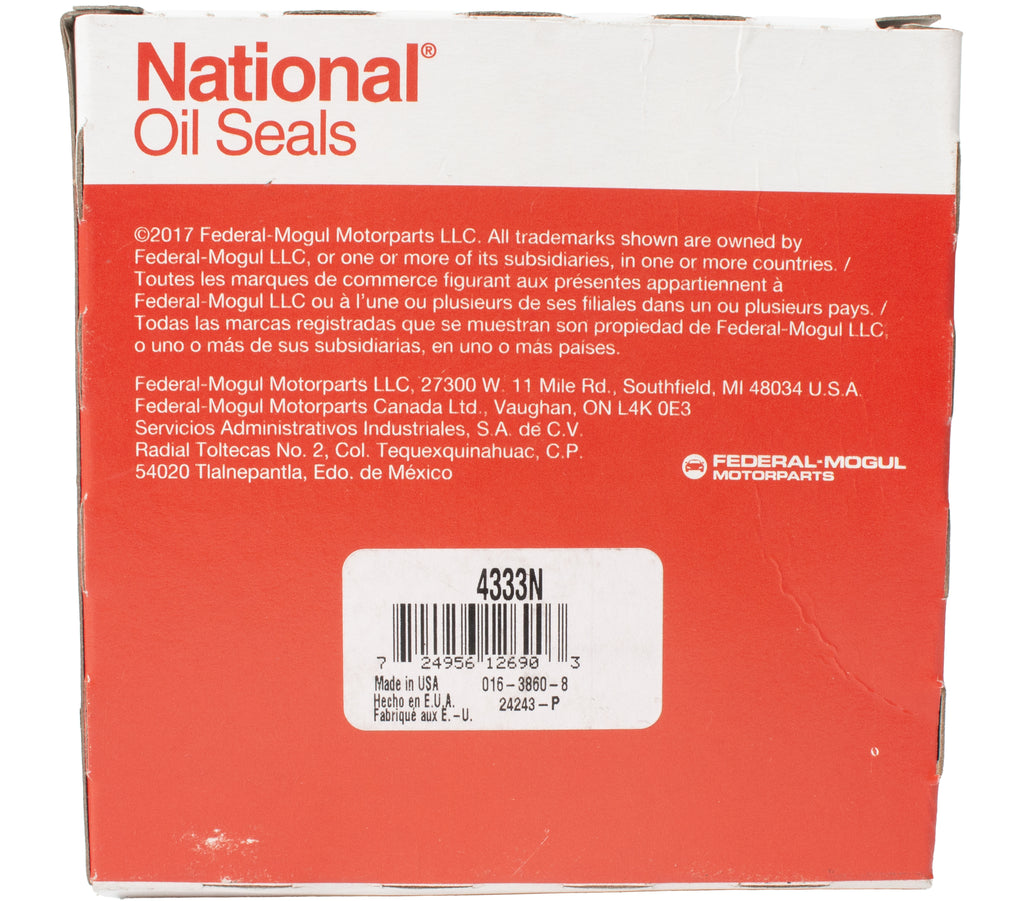 National®
Oil Seals
©2017 Federal-Mogul Motorparts LLC. All trademarks shown are owned by
Federal-Mogul LLC, or one or more of its subsidiaries, in one or more countries. /
Toutes les marques de commerce figurant aux présentes appartiennent à
Federal-Mogul LLC ou à l'une ou plusieurs de ses filiales dans un ou plusieurs pays. /
Todas las marcas registradas que se muestran son propiedad de Federal-Mogul LLC,
o uno o más de sus subsidiarias, en uno o más países.
Federal-Mogul Motorparts LLC, 27300 W. 11 Mile Rd., Southfield, MI 48034 U.S.A.
Federal-Mogul Motorparts Canada Ltd., Vaughan, ON L4K 0E3
Servicios Administrativos Industriales, S.A. de C.V.
Radial Toltecas No. 2, Col. Tequexquinahuac, C.P.
54020 Tlalnepantla, Edo. de México
FEDERAL-MOGUL
MOTORPARTS
4333N
7 24956 12690 3
Made in USA 016-3860-8
Hecho en E.U.A. 24243-P
Fabriqué aux É.-U.
0